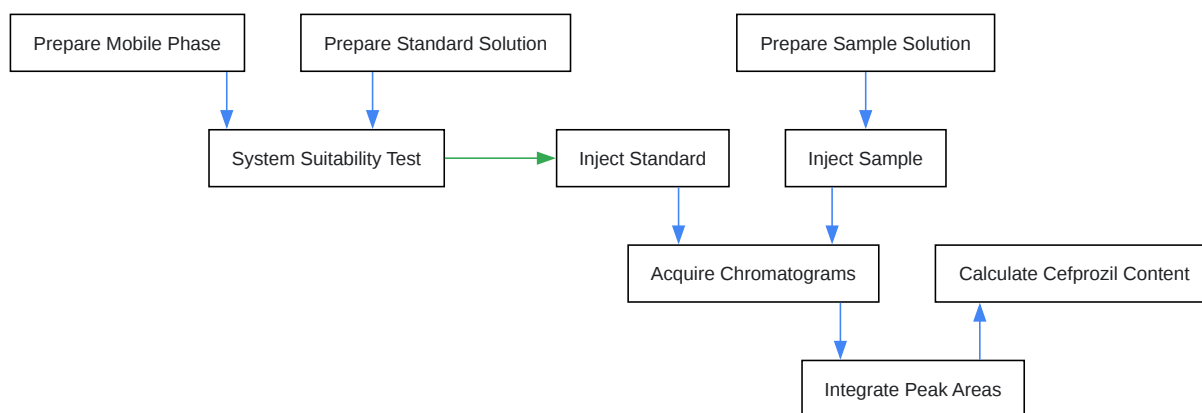 Prepare Mobile Phase
Prepare Standard Solution
Prepare Sample Solution
System Suitability Test
Inject Standard
Inject Sample
Acquire Chromatograms
Calculate Cefprozil Content
Integrate Peak Areas